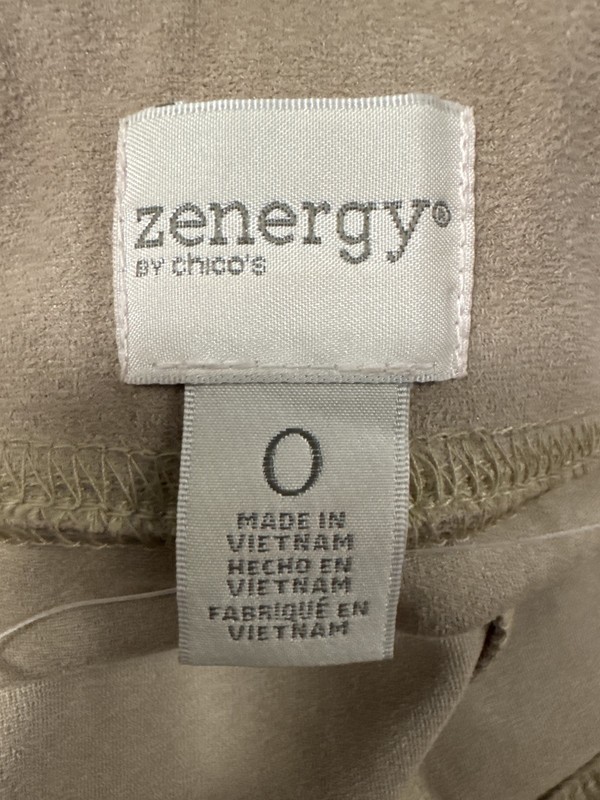 zenergy®
BY chico's
0
MADE IN
VIETNAM
HECHO EN
VIETNAM
FABRIQUÉ EN
VIETNAM